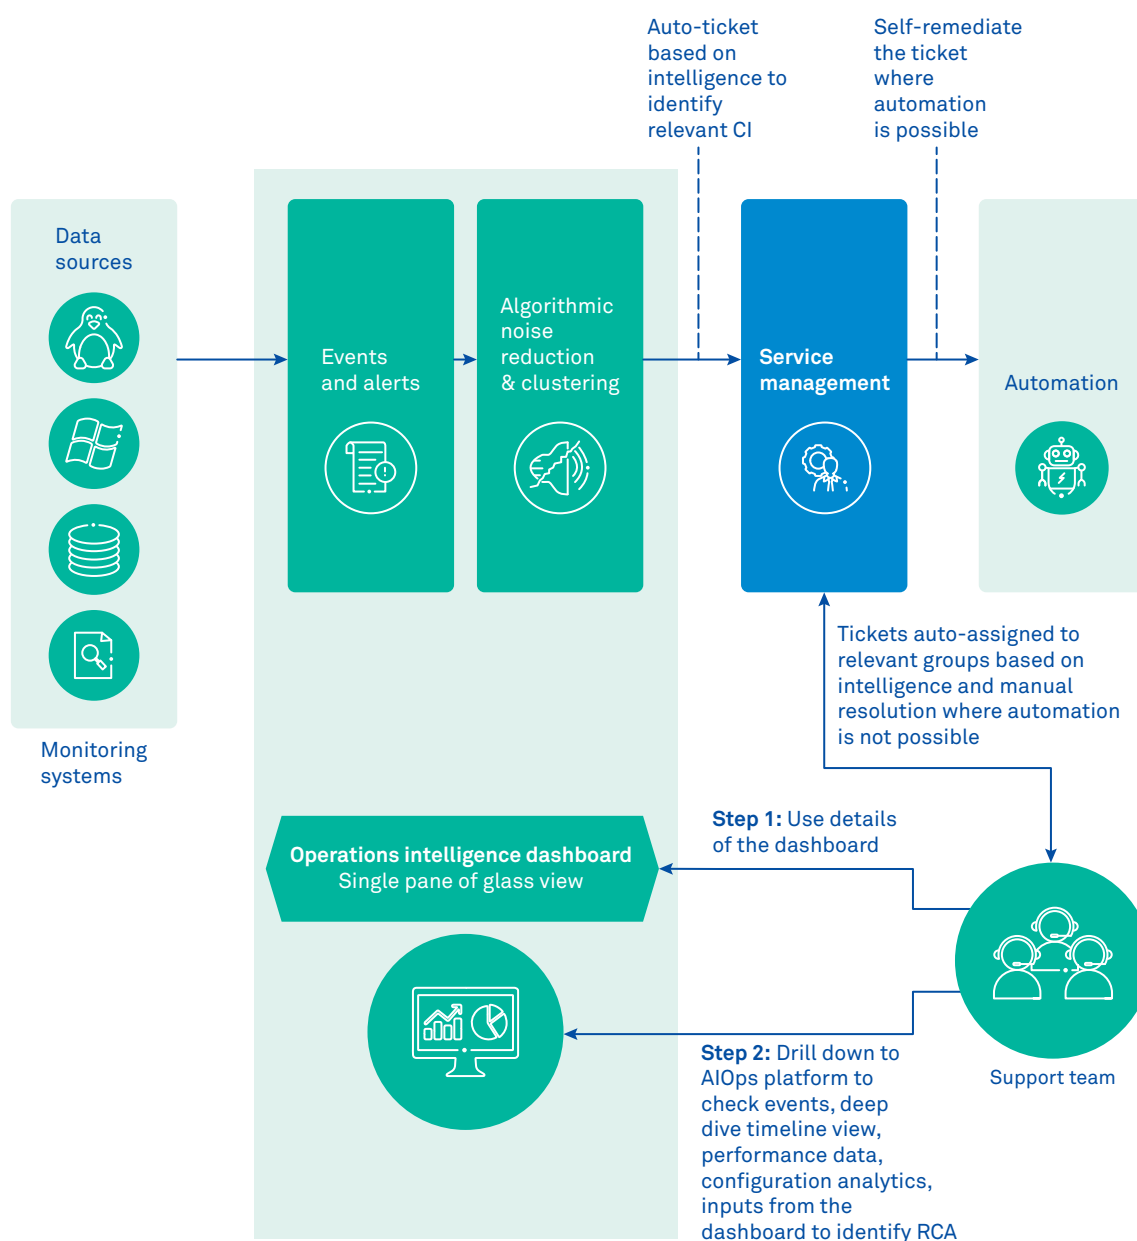 Auto-ticket
based on
intelligence to
identify
relevant CI
Self-remediate
the ticket
where
automation
is possible
Data
sources
Monitoring
systems
Events
and alerts
Algorithmic
noise
reduction
& clustering
Service
management
Automation
Tickets auto-assigned to
relevant groups based on
intelligence and manual
resolution where automation
is not possible
Operations intelligence dashboard
Single pane of glass view
Step 1: Use details
of the dashboard
Support team
Step 2: Drill down to
AIOps platform to
check events, deep
dive timeline view,
performance data,
configuration analytics,
inputs from the
dashboard to identify RCA